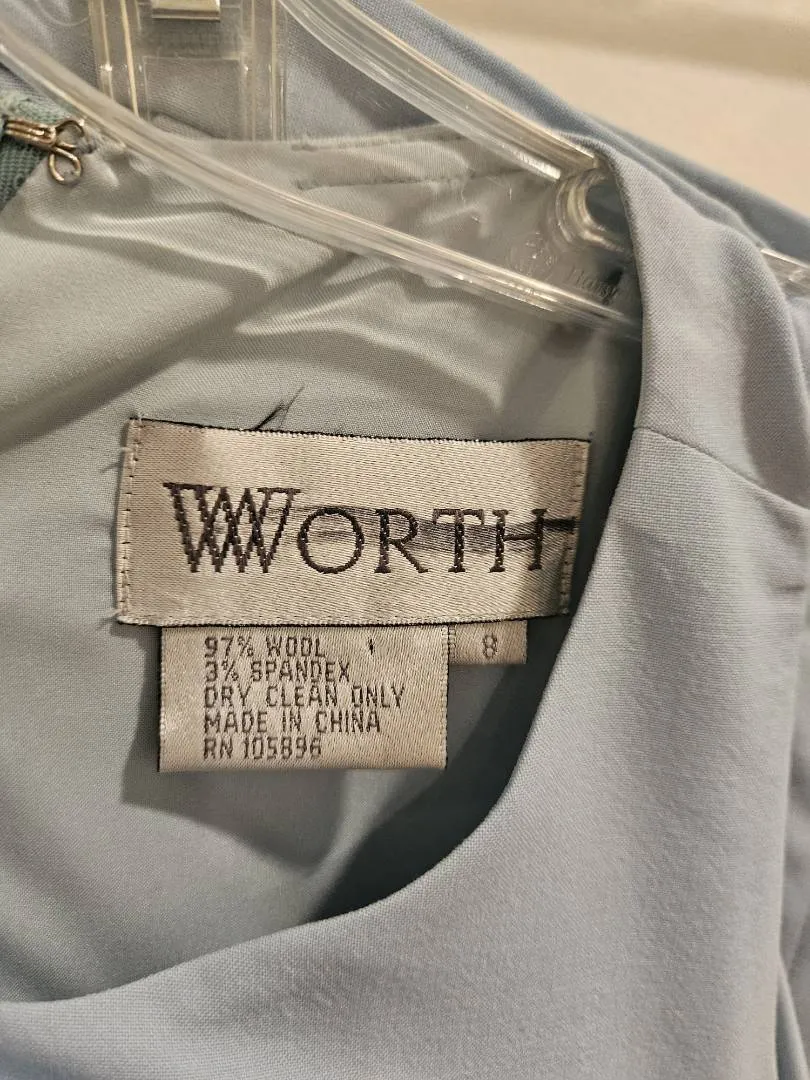 WORTH
97% WOOL
3% SPANDEX
DRY CLEAN ONLY
MADE IN CHINA
RN 105896
8